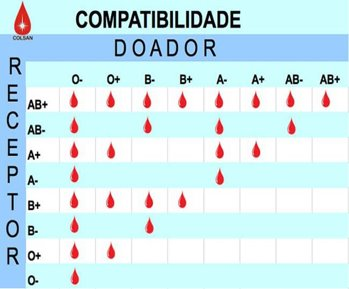 COLSAN
COMPATIBILIDADE
DOADOR
RECEPTOR
O- O+ B- B+ A- A+ AB- AB+
AB+
AB-
A+
A-
B+
B-
O+
O-